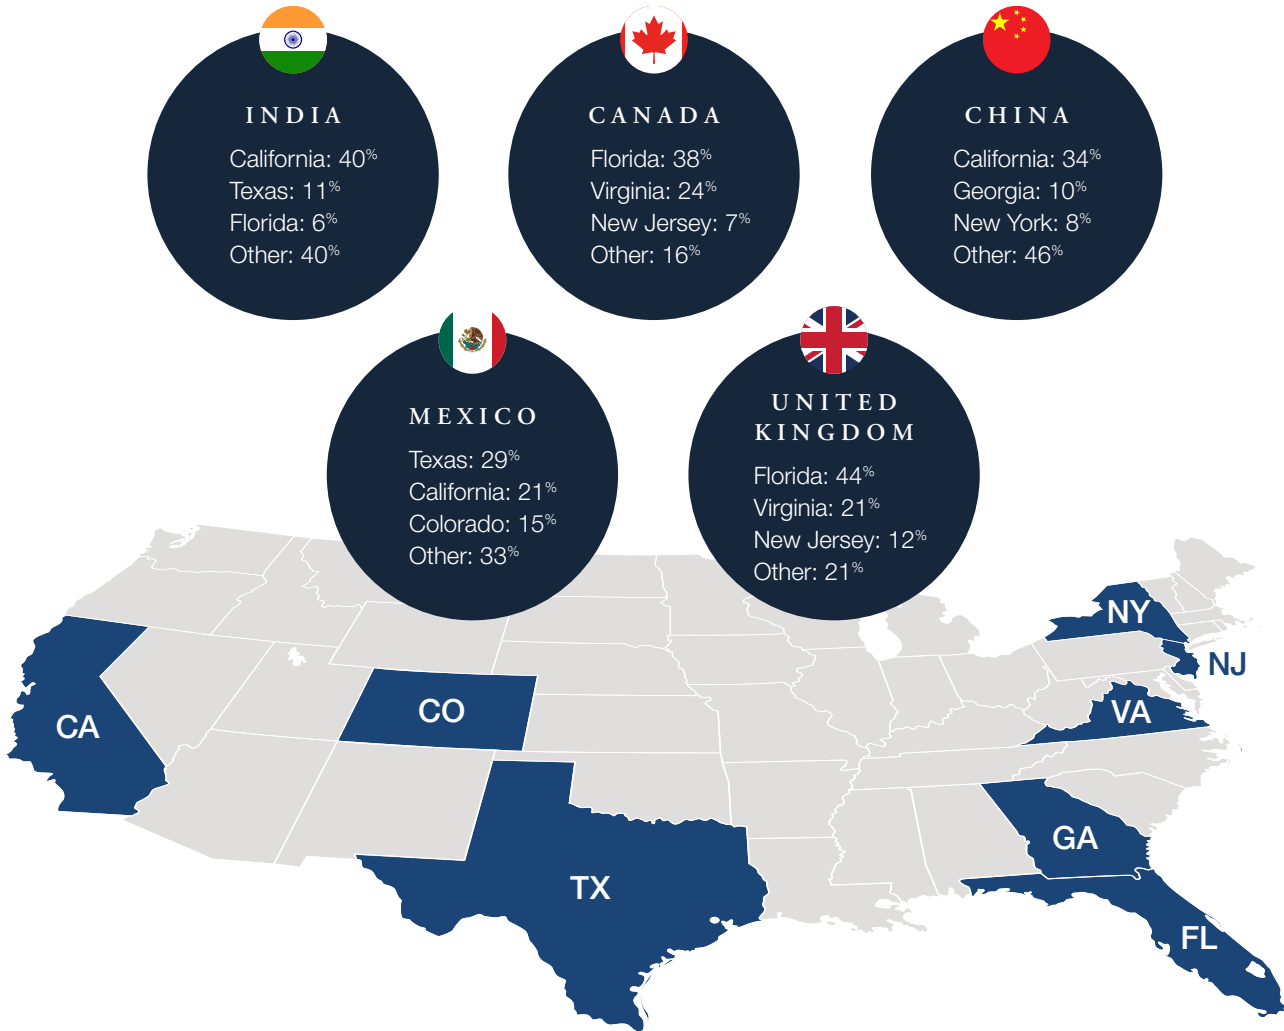 INDIA
California: 40%
Texas: 11%
Florida: 6%
Other: 40%
CANADA
Florida: 38%
Virginia: 24%
New Jersey: 7%
Other: 16%
CHINA
California: 34%
Georgia: 10%
New York: 8%
Other: 46%
MEXICO
Texas: 29%
California: 21%
Colorado: 15%
Other: 33%
UNITED
KINGDOM
Florida: 44%
Virginia: 21%
New Jersey: 12%
Other: 21%
NY
NJ
CO
VA
CA
GA
TX
FL